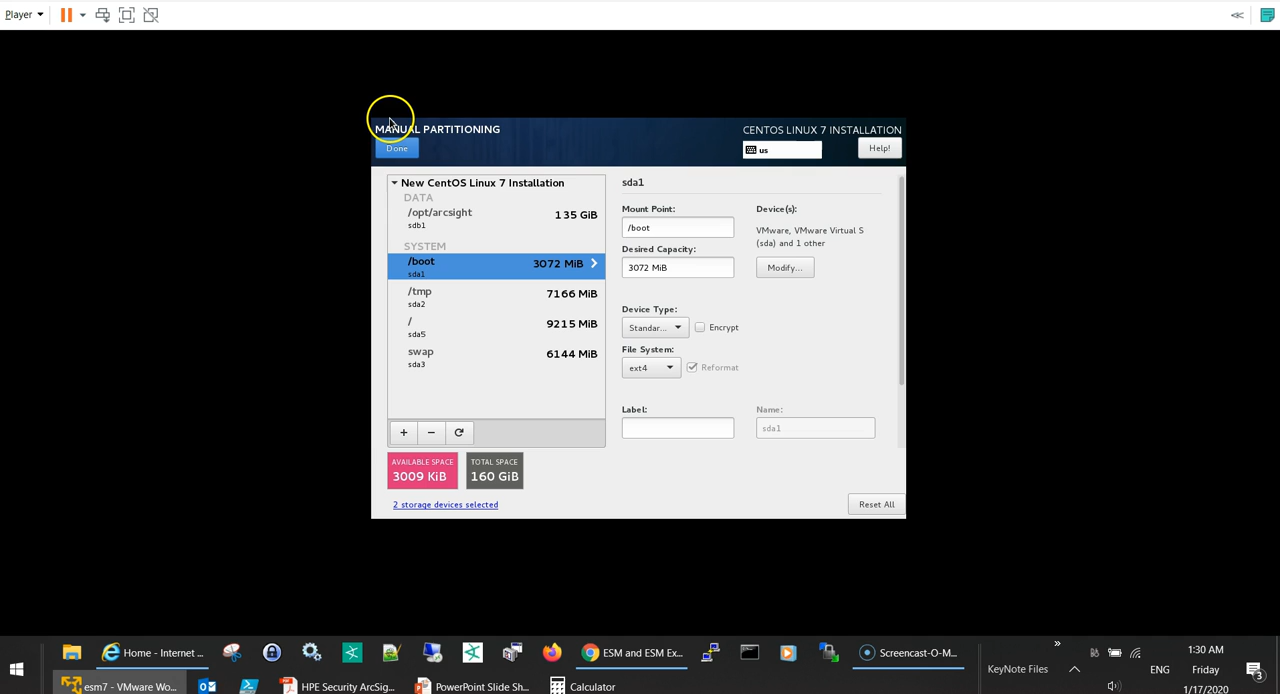 Player
MANUAL PARTITIONING
CENTOS LINUX 7 INSTALLATION
Done
us
Help!
New CentOS Linux 7 Installation
DATA
/opt/arcsight
135 GiB
sdb1
SYSTEM
/boot
3072 MiB
sda1
/tmp
7166 MiB
sda2
/
9215 MiB
sda5
swap
6144 MiB
sda3
sda1
Mount Point:
/boot
Device(s):
VMware, VMware Virtual S
(sda) and 1 other
Desired Capacity:
3072 MiB
Modify...
Device Type:
Standar...
Encrypt
File System:
ext4
Reformat
Label:
Name:
sda1
AVAILABLE SPACE
3009 KiB
TOTAL SPACE
160 GiB
2 storage devices selected
Reset All
Home - Internet ...
ESM and ESM Ex...
Screencast-O-M...
KeyNote Files
ENG
1:30 AM
Friday
1/17/2020
3
esm7 - VMware Wo...
HPE Security ArcSig...
PowerPoint Slide Sh...
Calculator